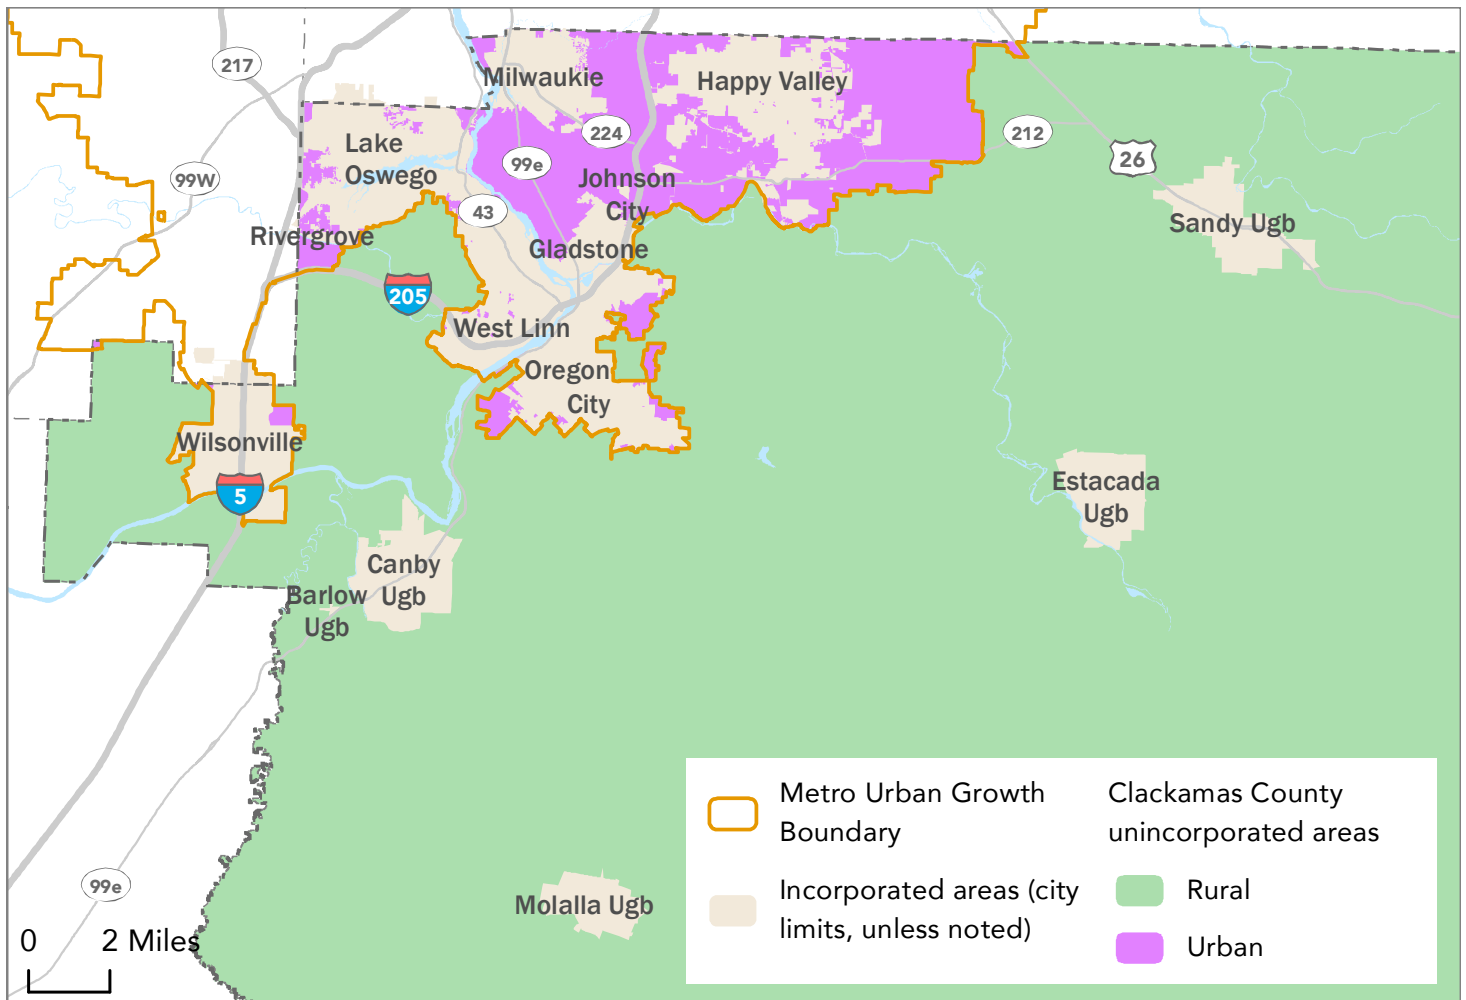 217
Milwaukie
Happy Valley
224
212
Lake
Oswego
99e
26
99W
Johnson
City
43
Sandy Ugb
Rivergrove
Gladstone
205
West Linn
Oregon
City
Wilsonville
5
Estacada
Ugb
Canby
Ugb
Barlow
Ugb
Molalla Ugb
99e
0 2 Miles
Metro Urban Growth
Boundary
Incorporated areas (city
limits, unless noted)
Clackamas County
unincorporated areas
Rural
Urban